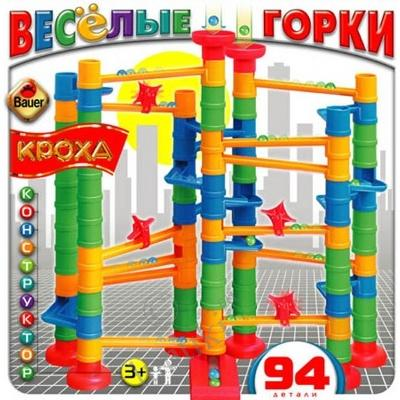 ВЕСЁЛЫЕ ГОРКИ
Bauer
КРОХА
КОНСТРУКТОР
3+
94
детали